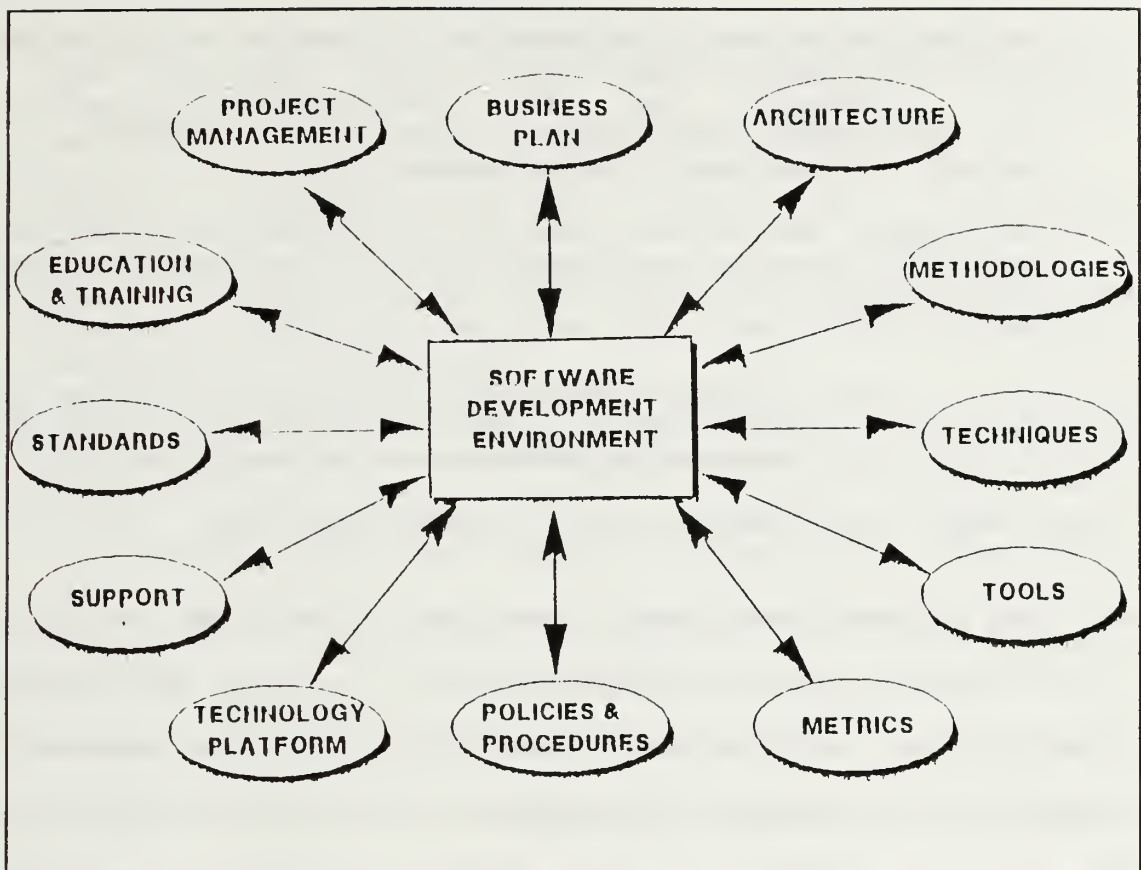 PROJECT
MANAGEMENT
BUSINESS
PLAN
ARCHITECTURE
EDUCATION
& TRAINING
METHODOLOGIES
SOFTWARE
DEVELOPMENT
ENVIRONMENT
STANDARDS
TECHNIQUES
SUPPORT
TOOLS
TECHNOLOGY
PLATFORM
POLICIES &
PROCEDURES
METRICS